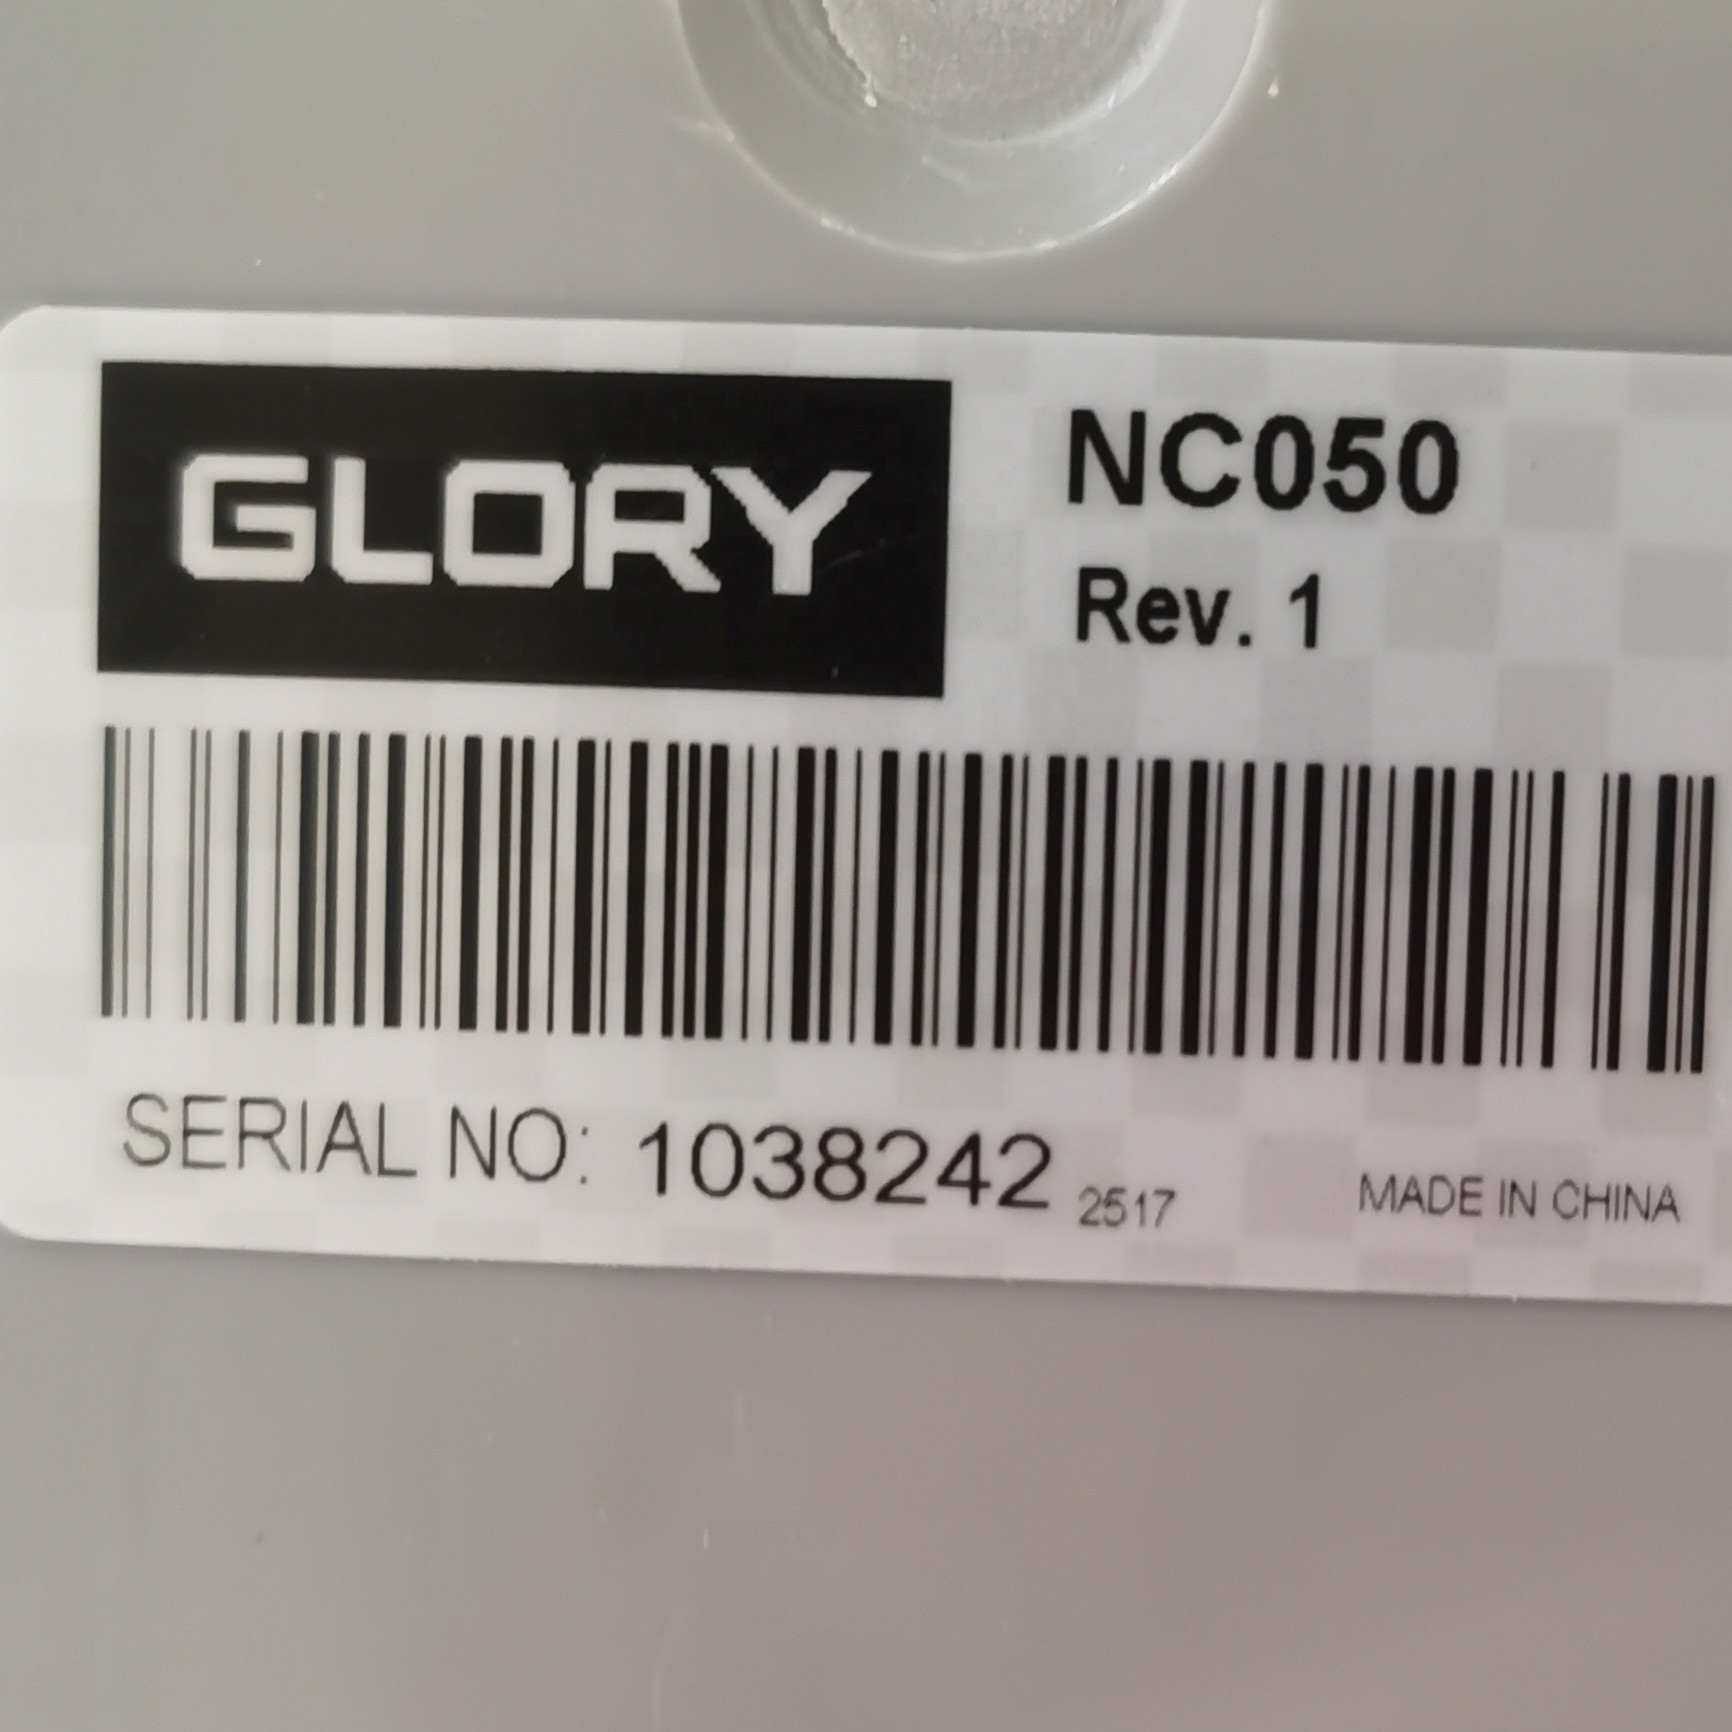 GLORY
NC050
Rev. 1
SERIAL NO: 1038242 2517 MADE IN CHINA